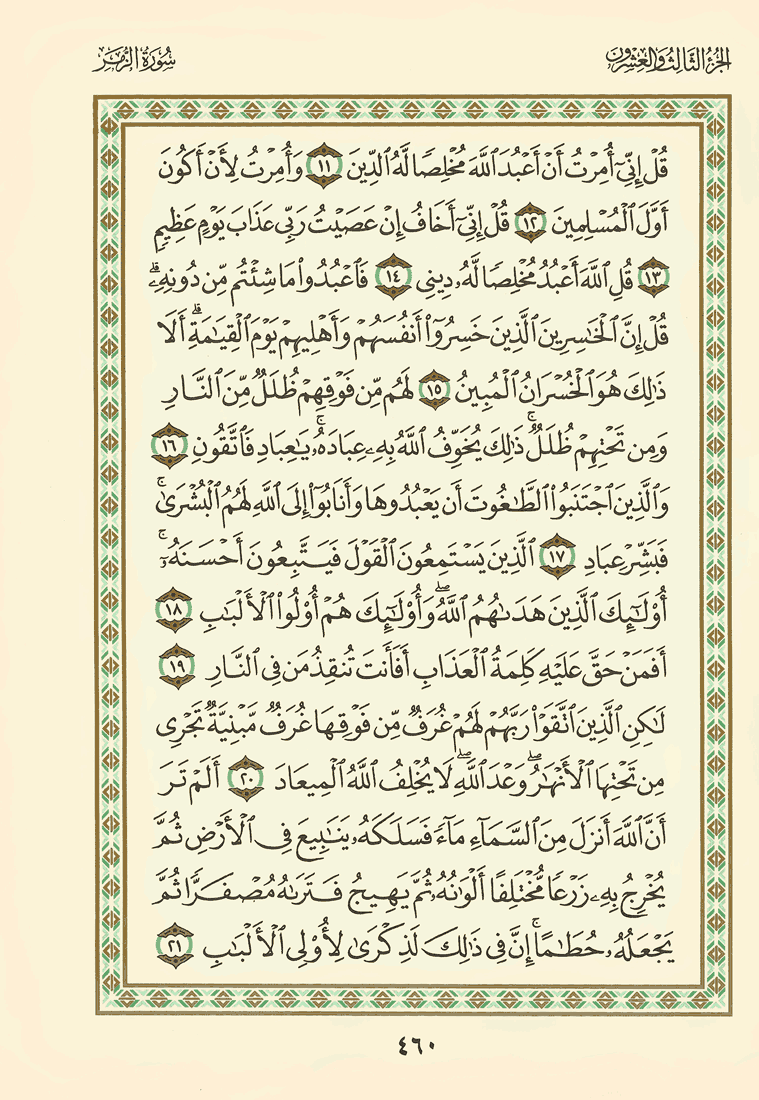 الجزء الثالث والعشرون
سورة الزمر
قُلْ إِنِّىٓ أُمِرْتُ أَنْ أَعْبُدَ ٱللَّهَ مُخْلِصًا لَّهُ ٱلدِّينَ ١١ وَأُمِرْتُ لِأَنْ أَكُونَ
أَوَّلَ ٱلْمُسْلِمِينَ ١٢ قُلْ إِنِّىٓ أَخَافُ إِنْ عَصَيْتُ رَبِّى عَذَابَ يَوْمٍ عَظِيمٍ
١٣ قُلِ ٱللَّهَ أَعْبُدُ مُخْلِصًا لَّهُۥ دِينِى ١٤ فَٱعْبُدُوا۟ مَا شِئْتُم مِّن دُونِهِۦ ۗ
قُلْ إِنَّ ٱلْخَـٰسِرِينَ ٱلَّذِينَ خَسِرُوٓا۟ أَنفُسَهُمْ وَأَهْلِيهِمْ يَوْمَ ٱلْقِيَـٰمَةِ ۗ أَلَا
ذَٰلِكَ هُوَ ٱلْخُسْرَانُ ٱلْمُبِينُ ١٥ لَهُم مِّن فَوْقِهِمْ ظُلَلٌ مِّنَ ٱلنَّارِ
وَمِن تَحْتِهِمْ ظُلَلٌ ۚ ذَٰلِكَ يُخَوِّفُ ٱللَّهُ بِهِۦ عِبَادَهُۥ ۚ يَـٰعِبَادِ فَٱتَّقُونِ ١٦
وَٱلَّذِينَ ٱجْتَنَبُوا۟ ٱلطَّـٰغُوتَ أَن يَعْبُدُوهَا وَأَنَابُوٓا۟ إِلَى ٱللَّهِ لَهُمُ ٱلْبُشْرَىٰ ۚ
فَبَشِّرْ عِبَادِ ١٧ ٱلَّذِينَ يَسْتَمِعُونَ ٱلْقَوْلَ فَيَتَّبِعُونَ أَحْسَنَهُۥٓ ۚ
أُو۟لَـٰٓئِكَ ٱلَّذِينَ هَدَىٰهُمُ ٱللَّهُ ۖ وَأُو۟لَـٰٓئِكَ هُمْ أُو۟لُوا۟ ٱلْأَلْبَـٰبِ ١٨
أَفَمَنْ حَقَّ عَلَيْهِ كَلِمَةُ ٱلْعَذَابِ أَفَأَنتَ تُنقِذُ مَن فِى ٱلنَّارِ ١٩
لَـٰكِنِ ٱلَّذِينَ ٱتَّقَوْا۟ رَبَّهُمْ لَهُمْ غُرَفٌ مِّن فَوْقِهَا غُرَفٌ مَّبْنِيَّةٌ تَجْرِى
مِن تَحْتِهَا ٱلْأَنْهَـٰرُ ۖ وَعْدَ ٱللَّهِ ۖ لَا يُخْلِفُ ٱللَّهُ ٱلْمِيعَادَ ٢٠ أَلَمْ تَرَ
أَنَّ ٱللَّهَ أَنزَلَ مِنَ ٱلسَّمَآءِ مَآءً فَسَلَكَهُۥ يَنَـٰبِيعَ فِى ٱلْأَرْضِ ثُمَّ
يُخْرِجُ بِهِۦ زَرْعًا مُّخْتَلِفًا أَلْوَٰنُهُۥ ثُمَّ يَهِيجُ فَتَرَىٰهُ مُصْفَرًّا ثُمَّ
يَجْعَلُهُۥ حُطَـٰمًا ۚ إِنَّ فِى ذَٰلِكَ لَذِكْرَىٰ لِأُو۟لِى ٱلْأَلْبَـٰبِ ٢١
٤٦٠